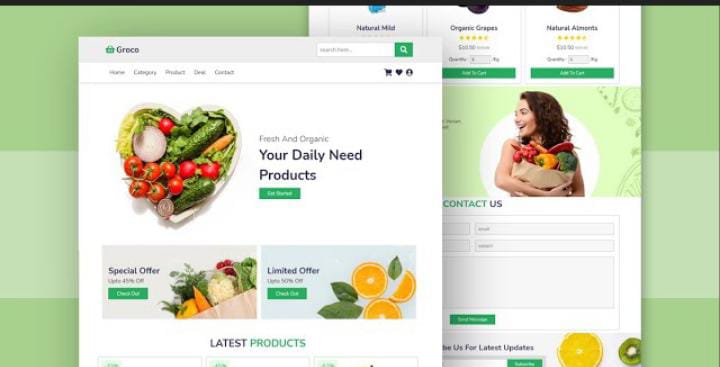 Groco
search here...
Home Category Product Deal Contact
Fresh And Organic
Your Daily Need
Products
Get Started
Special Offer
Upto 45% Off
Check Out
Limited Offer
Upto 50% Off
Check Out
LATEST PRODUCTS
Natural Mild
Organic Grapes
Natural Almonts
$10.50
$10.50
Quantity : 1 /Kg
Quantity : 1 /Kg
Add To Cart
Add To Cart
CONTACT US
email
subject
Send Message
be Us For Latest Updates
Subscribe